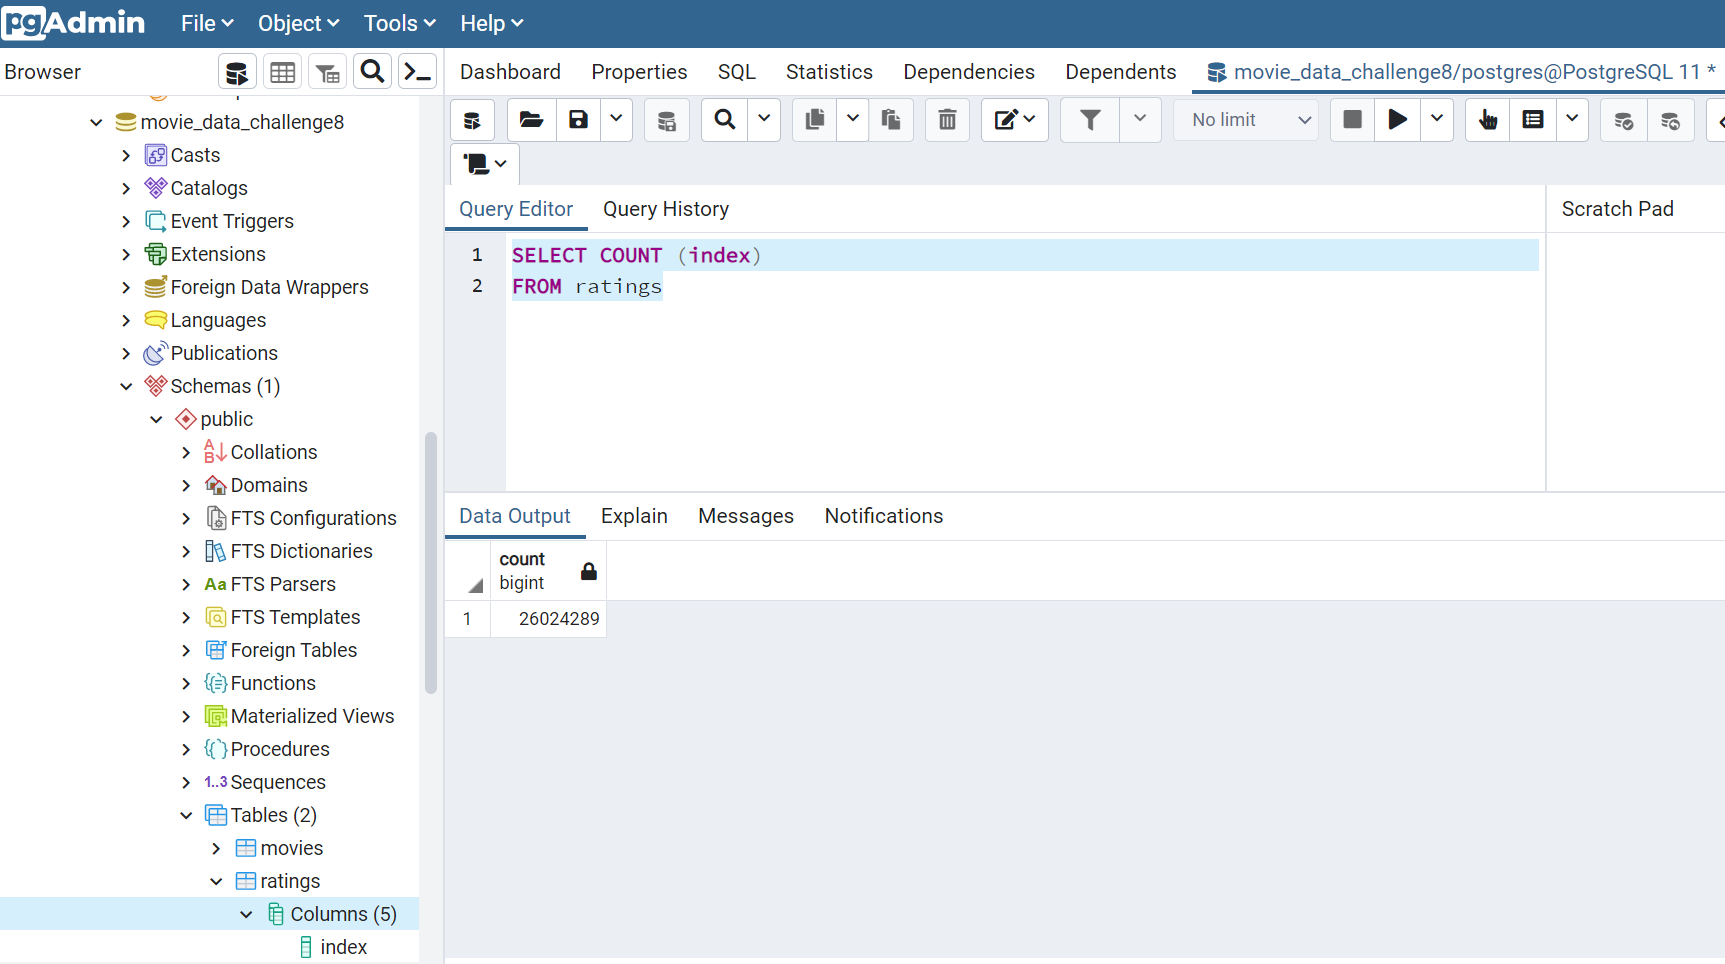 pgAdmin File Object Tools Help
Browser
Dashboard Properties SQL Statistics Dependencies Dependents movie_data_challenge8/postgres@PostgreSQL 11 *
No limit
movie_data_challenge8
Casts
Catalogs
Event Triggers
Extensions
Foreign Data Wrappers
Languages
Publications
Schemas (1)
public
Collations
Domains
FTS Configurations
FTS Dictionaries
Aa FTS Parsers
FTS Templates
Foreign Tables
Functions
Materialized Views
Procedures
1..3 Sequences
Tables (2)
movies
ratings
Columns (5)
index
Query Editor Query History
Scratch Pad
1 SELECT COUNT (index)
2 FROM ratings
Data Output Explain Messages Notifications
count
bigint
1 26024289